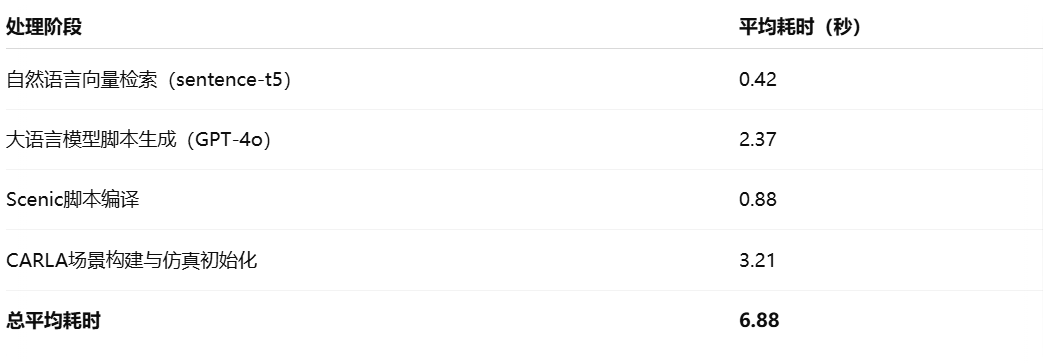 处理阶段 平均耗时（秒）
自然语言向量检索（sentence-t5） 0.42
大语言模型脚本生成（GPT-4o） 2.37
Scenic脚本编译 0.88
CARLA场景构建与仿真初始化 3.21
总平均耗时 6.88